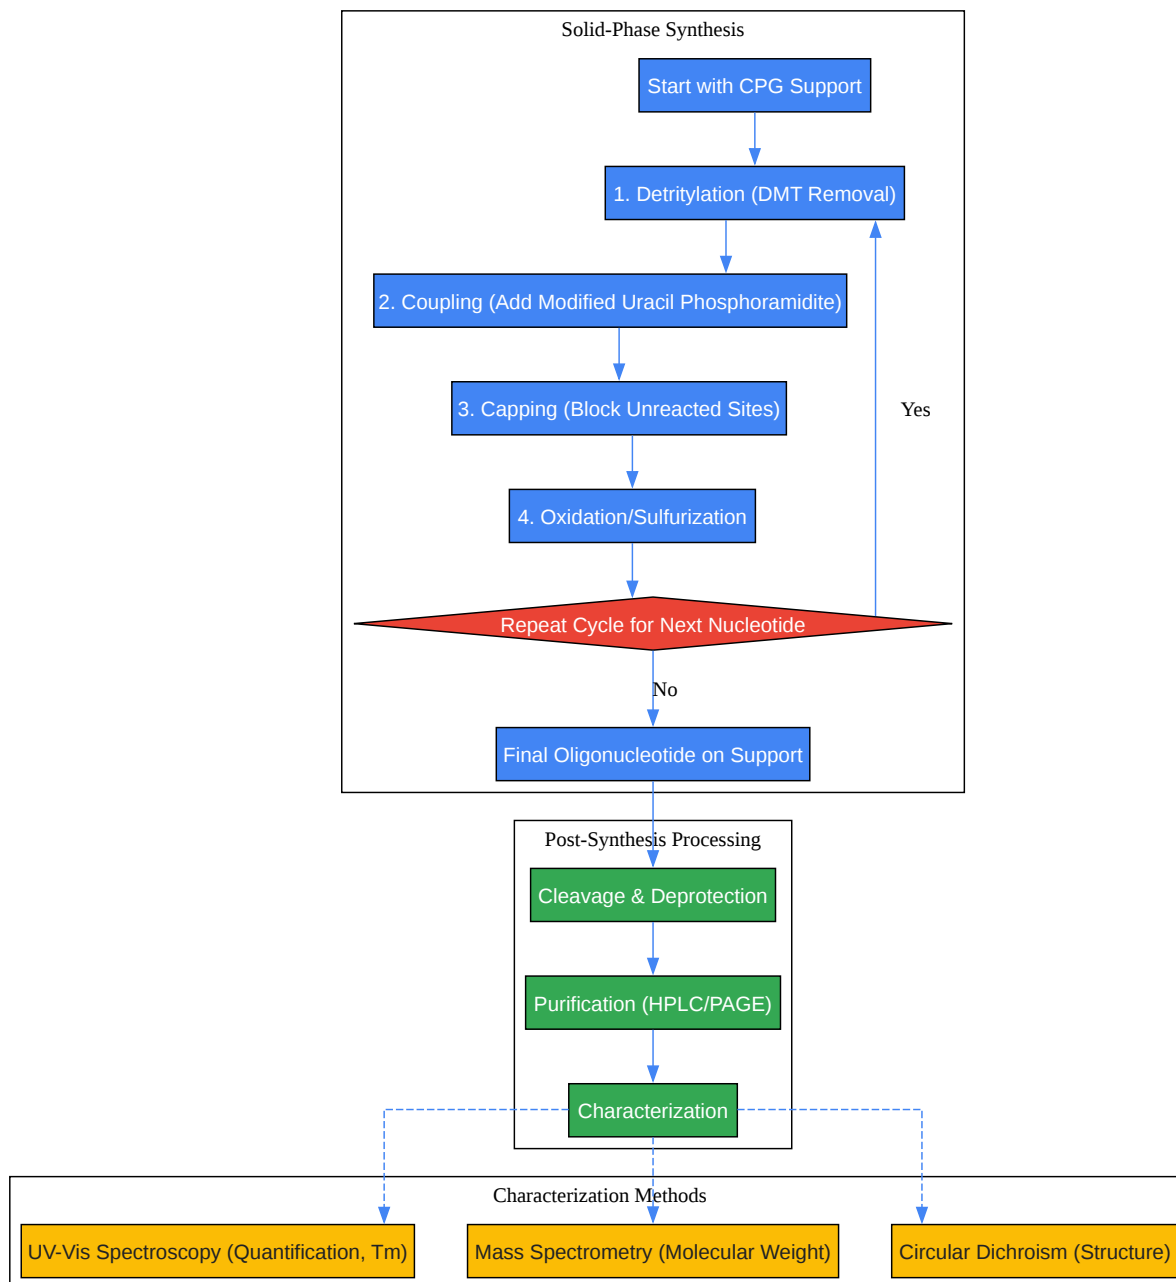 Solid-Phase Synthesis
Start with CPG Support
1. Detritylation (DMT Removal)
2. Coupling (Add Modified Uracil Phosphoramidite)
3. Capping (Block Unreacted Sites)
Yes
4. Oxidation/Sulfurization
Repeat Cycle for Next Nucleotide
No
Final Oligonucleotide on Support
Post-Synthesis Processing
Cleavage & Deprotection
Purification (HPLC/PAGE)
Characterization
Characterization Methods
UV-Vis Spectroscopy (Quantification, Tm)
Mass Spectrometry (Molecular Weight)
Circular Dichroism (Structure)